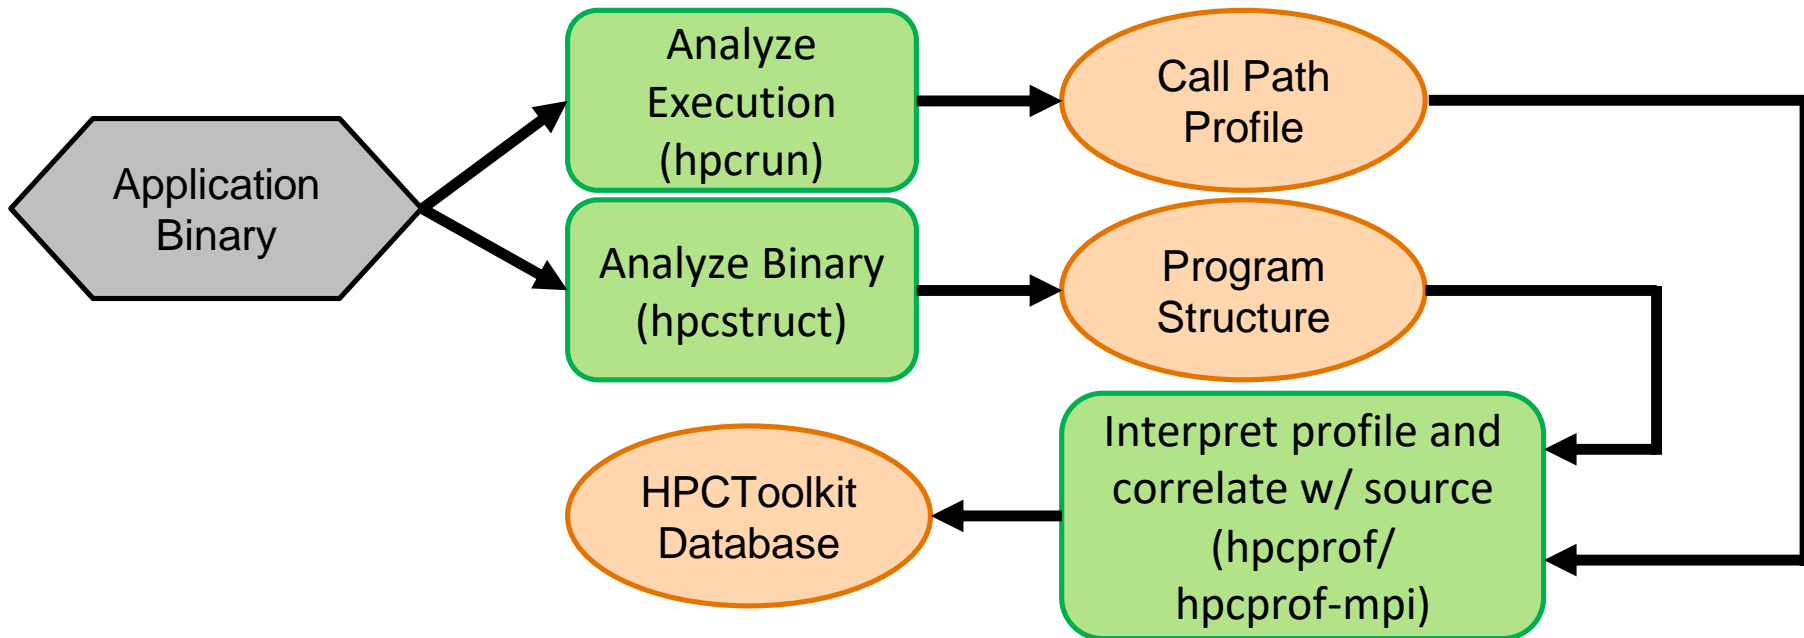 Application
Binary
Analyze
Execution
(hpcrun)
Call Path
Profile
Analyze Binary
(hpcstruct)
Program
Structure
Interpret profile and
correlate w/ source
(hpcprof/
hpcprof-mpi)
HPCToolkit
Database